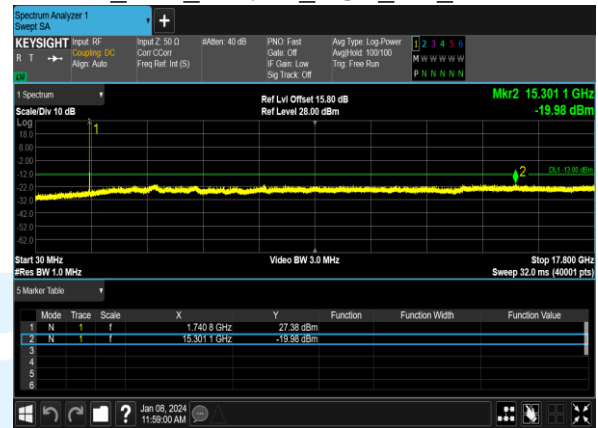 Spectrum Analyzer 1
Swept SA
KEYSIGHT Input: RF Input Z: 50 Ω #Atten: 40 dB PNO: Fast Avg Type: Log-Power 1 2 3 4 5 6
R T Coupling: DC Corr CCorr Gate: Off Avg|Hold: 100/100 M W W W W W
Align: Auto Freq Ref: Int (S) IF Gain: Low Trig: Free Run
Sig Track: Off P N N N N N
LV
1 Spectrum Ref Lvl Offset 15.80 dB Mkr2 15.301 1 GHz
Scale/Div 10 dB Ref Level 28.00 dBm -19.98 dBm
Log
1
18.0
8.00
-2.00
-12.0 2 DL1 -13.00 dBm
-22.0
-32.0
-42.0
-52.0
-62.0
Start 30 MHz Video BW 3.0 MHz Stop 17.800 GHz
#Res BW 1.0 MHz Sweep 32.0 ms (40001 pts)
5 Marker Table
Mode Trace Scale X Y Function Function Width Function Value
1 N 1 f 1.740 8 GHz 27.38 dBm
2 N 1 f 15.301 1 GHz -19.98 dBm
3
4
5
6
? Jan 08, 2024
11:59:00 AM